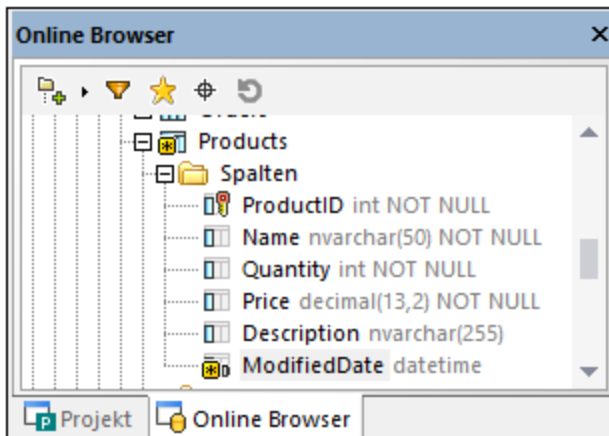 Online Browser
Products
Spalten
ProductID int NOT NULL
Name nvarchar(50) NOT NULL
Quantity int NOT NULL
Price decimal(13,2) NOT NULL
Description nvarchar(255)
ModifiedDate datetime
Projekt
Online Browser